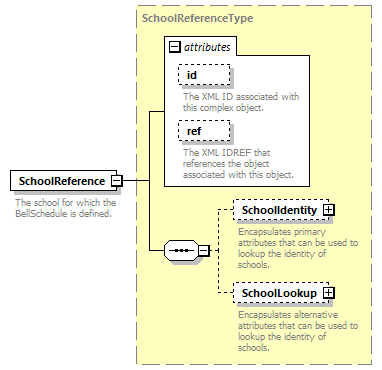 SchoolReferenceType
attributes
id
The XML ID associated with
this complex object.
ref
The XML IDREF that
references the object
associated with this object.
SchoolReference
The school for which the
BellSchedule is defined.
SchoolIdentity
Encapsulates primary
attributes that can be used to
lookup the identity of
schools.
SchoolLookup
Encapsulates alternative
attributes that can be used to
lookup the identity of
schools.